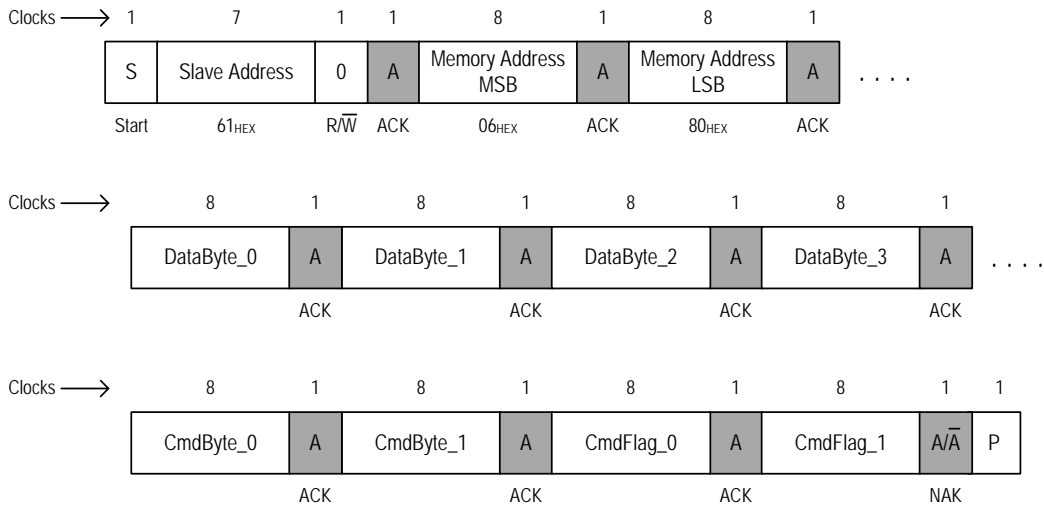 Clocks 1 7 1 1 8 1 8 1
S Slave Address 0 A Memory Address MSB A Memory Address LSB A . . . .
Start 61HEX R/W̅ ACK 06HEX ACK 80HEX ACK
Clocks 8 1 8 1 8 1 8 1
DataByte_0 A DataByte_1 A DataByte_2 A DataByte_3 A . . . .
ACK ACK ACK ACK
Clocks 8 1 8 1 8 1 8 1 1
CmdByte_0 A CmdByte_1 A CmdFlag_0 A CmdFlag_1 A/A̅ P
ACK ACK ACK NAK